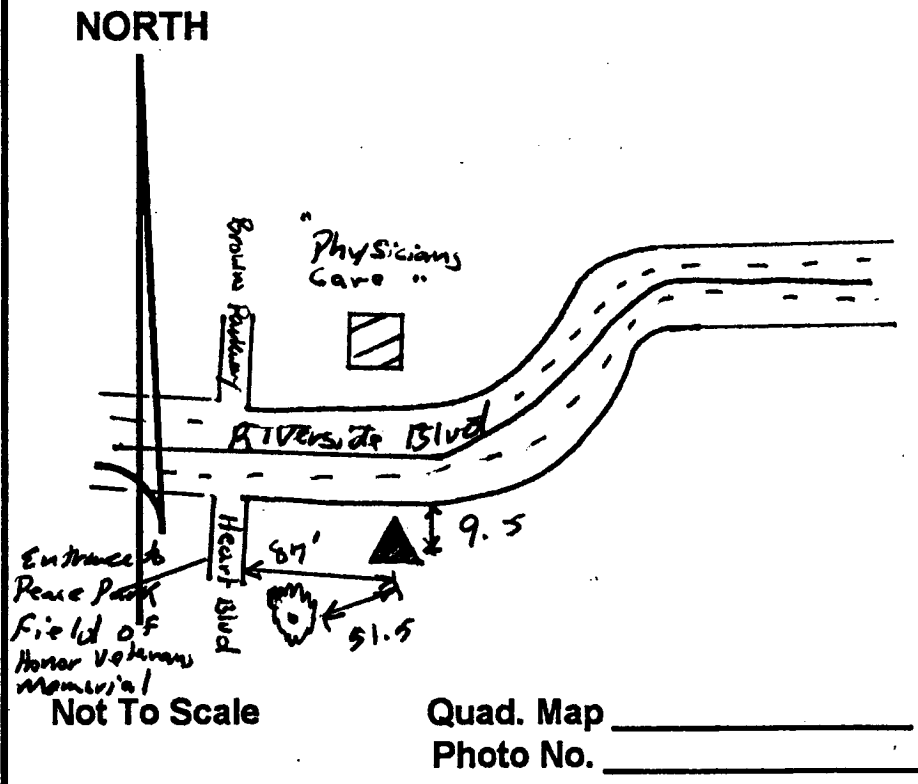 NORTH
"Physicians
Care "
Browns Parkway
Riverside Blvd
9.5
87'
Heart Blvd
51.5
Entrance to
Peace Park
Field of
Honor Veterans
Memorial
Not To Scale
Quad. Map
Photo No.